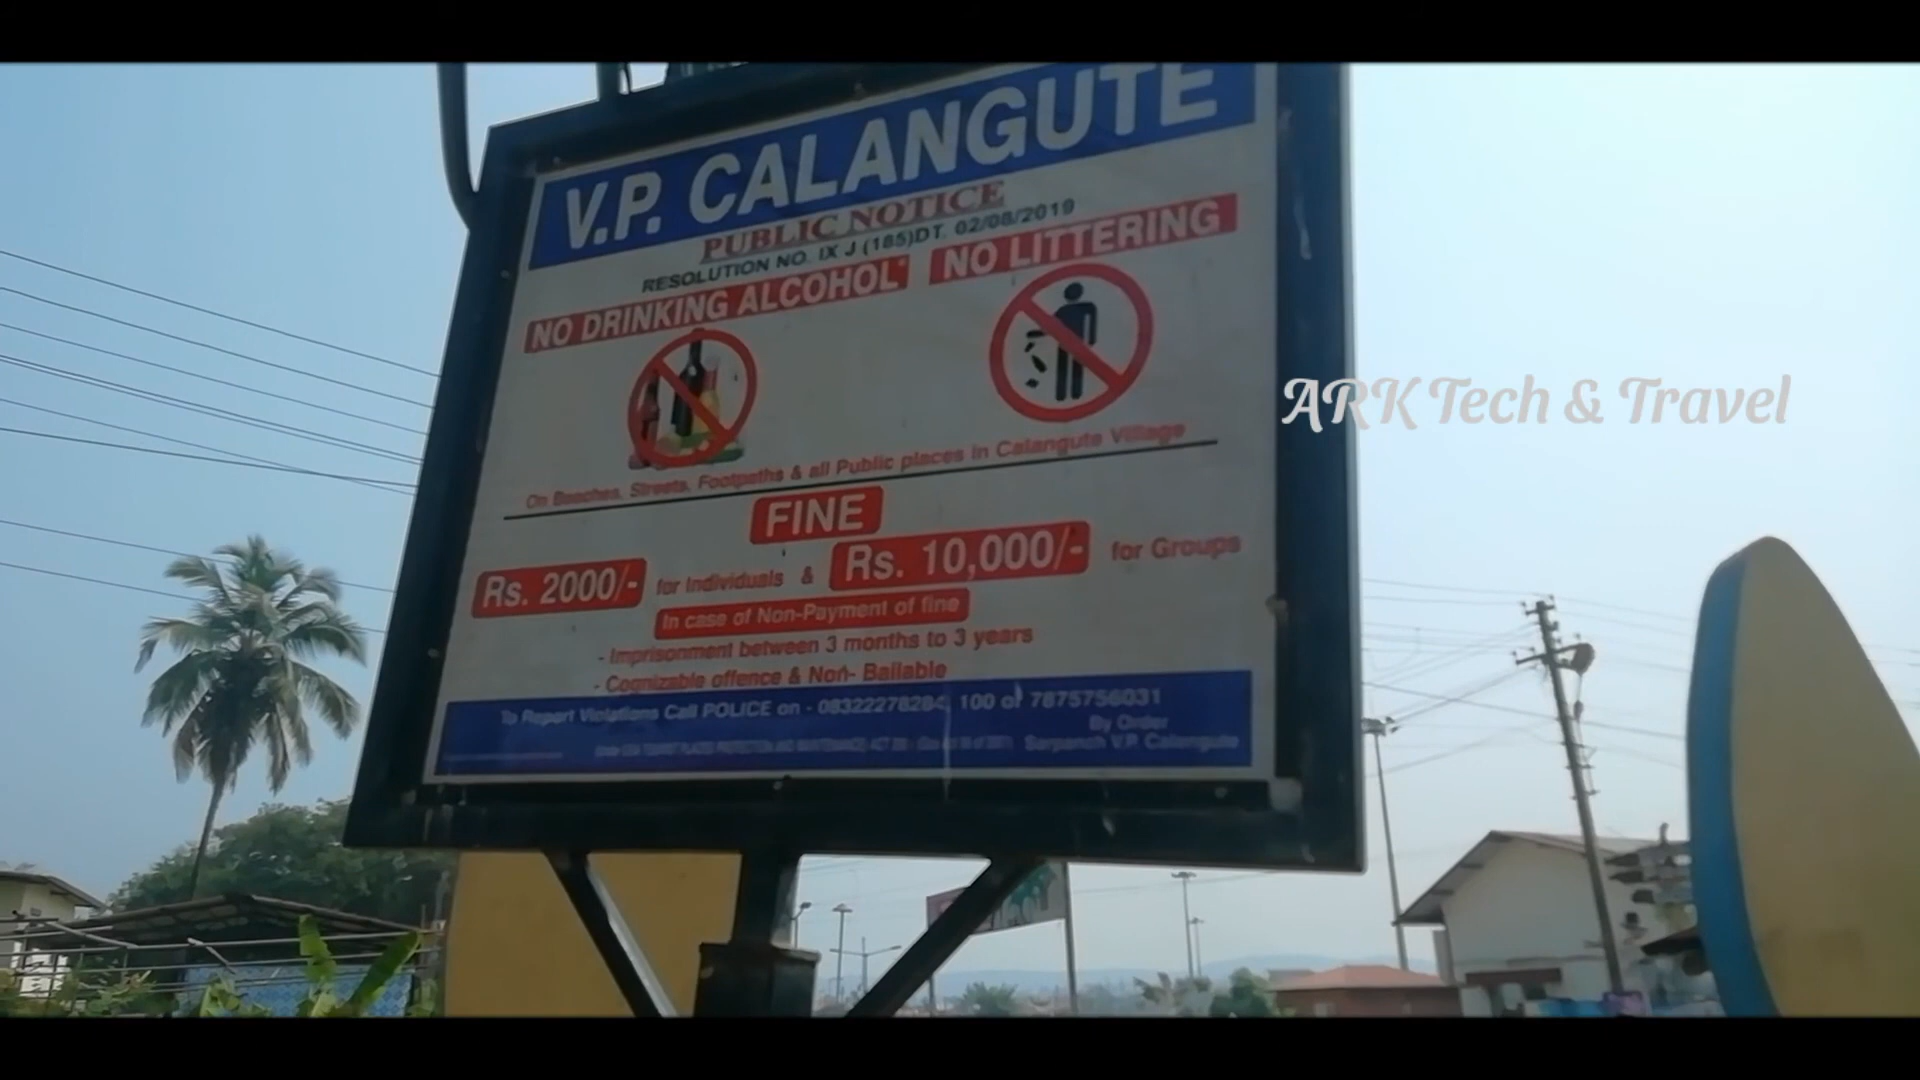 V.P. CALANGUTE
PUBLIC NOTICE
RESOLUTION NO. IX J (185)DT. 02/08/2019
NO DRINKING ALCOHOL* NO LITTERING
On Beaches, Streets, Footpaths & all Public places in Calangute Village
FINE
Rs. 2000/- for Individuals & Rs. 10,000/- for Groups
In case of Non-Payment of fine
- Imprisonment between 3 months to 3 years
- Cognizable offence & Non- Bailable
To Report Violations Call POLICE on - 08322278284, 100 or 7875756031
By Order
Sarpanch V.P. Calangute
ARK Tech & Travel